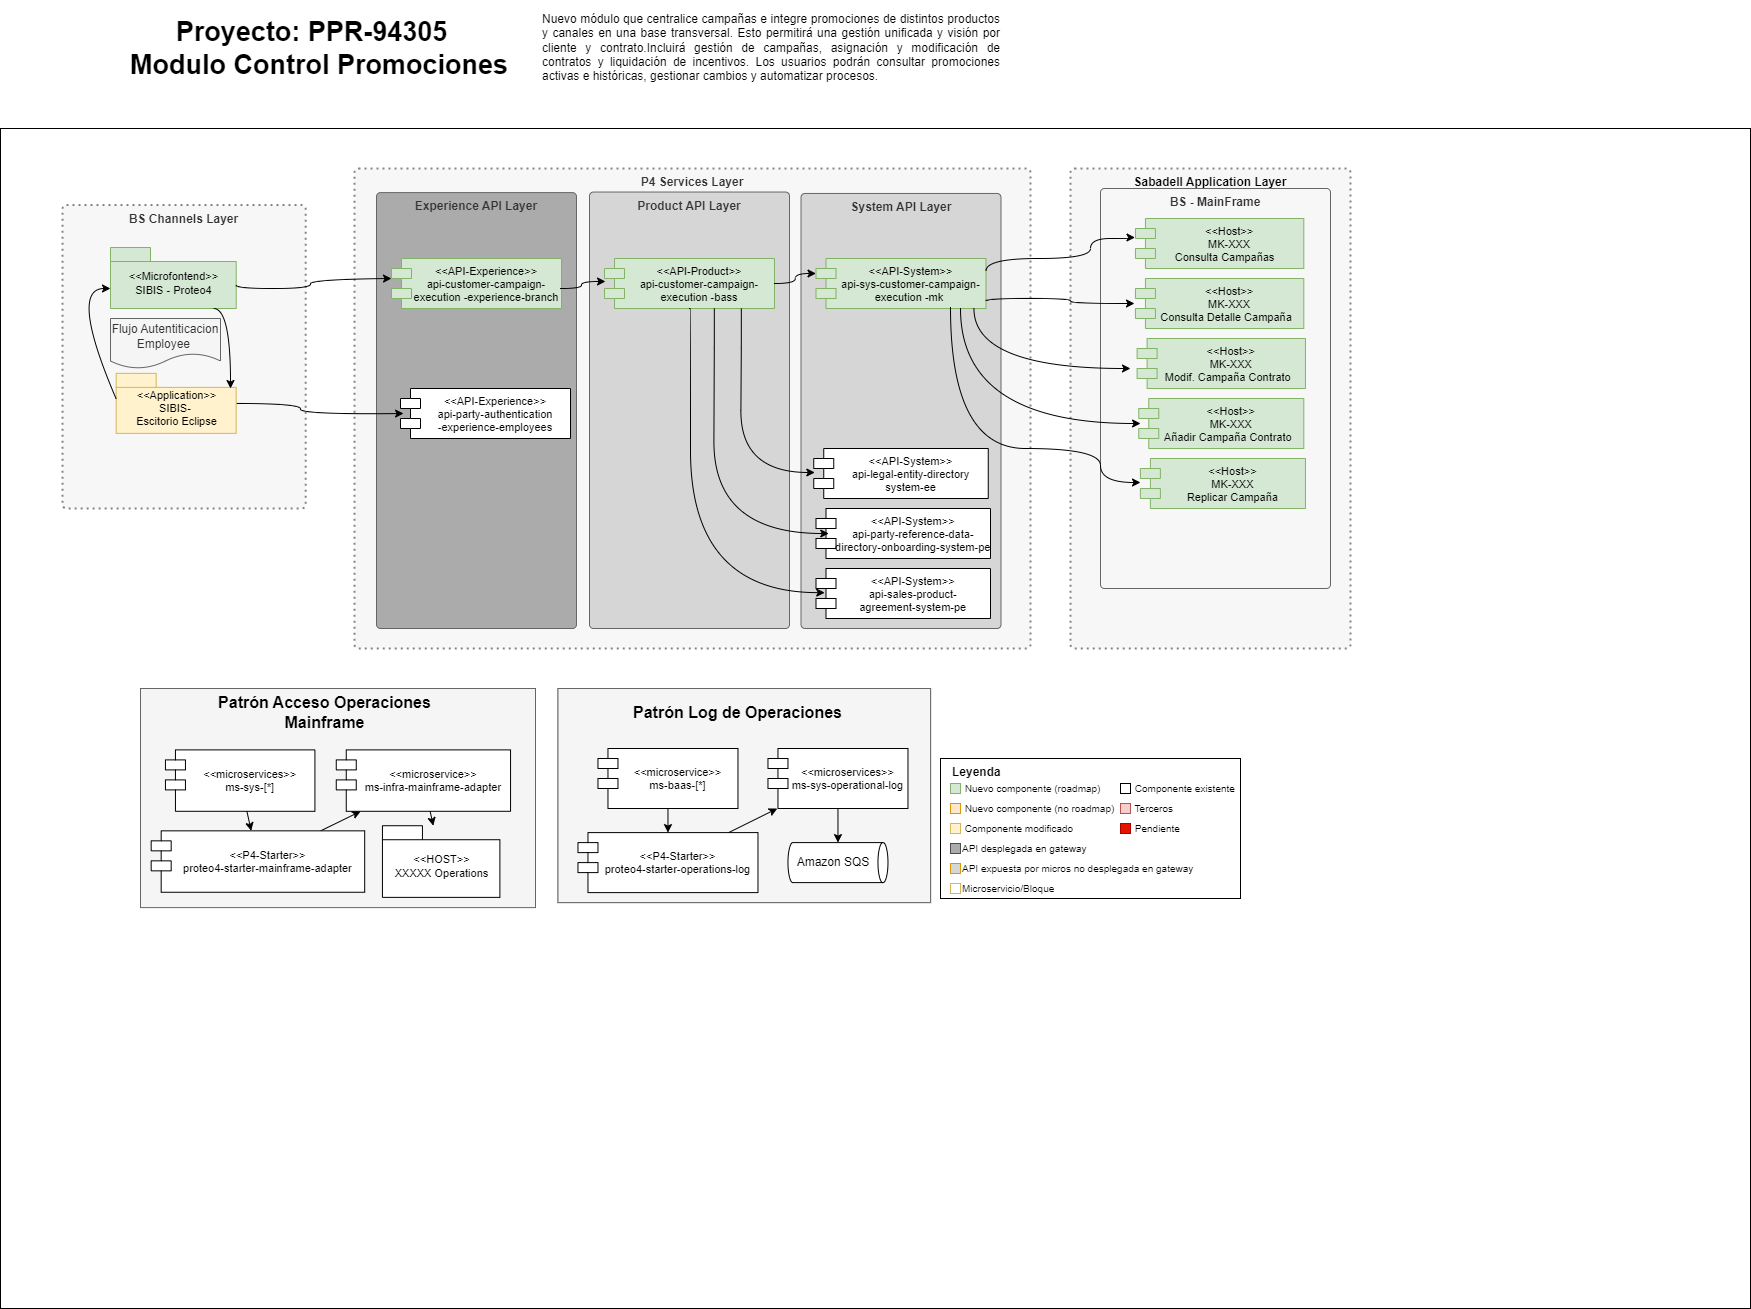 Proyecto: PPR-94305
Modulo Control Promociones
Nuevo módulo que centralice campañas e integre promociones de distintos productos
y canales en una base transversal. Esto permitirá una gestión unificada y visión por
cliente y contrato.Incluirá gestión de campañas, asignación y modificación de
contratos y liquidación de incentivos. Los usuarios podrán consultar promociones
activas e históricas, gestionar cambios y automatizar procesos.
BS Channels Layer
<<Microfontend>>
SIBIS - Proteo4
Flujo Autentiticacion
Employee
<<Application>>
SIBIS-
Escitorio Eclipse
P4 Services Layer
Experience API Layer
<<API-Experience>>
api-customer-campaign-
execution -experience-branch
<<API-Experience>>
api-party-authentication
-experience-employees
Product API Layer
<<API-Product>>
api-customer-campaign-
execution -bass
System API Layer
<<API-System>>
api-sys-customer-campaign-
execution -mk
<<API-System>>
api-legal-entity-directory
system-ee
<<API-System>>
api-party-reference-data-
directory-onboarding-system-pe
<<API-System>>
api-sales-product-
agreement-system-pe
Sabadell Application Layer
BS - MainFrame
<<Host>>
MK-XXX
Consulta Campañas
<<Host>>
MK-XXX
Consulta Detalle Campaña
<<Host>>
MK-XXX
Modif. Campaña Contrato
<<Host>>
MK-XXX
Añadir Campaña Contrato
<<Host>>
MK-XXX
Replicar Campaña
Patrón Acceso Operaciones
Mainframe
<<microservices>>
ms-sys-[*]
<<microservice>>
ms-infra-mainframe-adapter
<<P4-Starter>>
proteo4-starter-mainframe-adapter
<<HOST>>
XXXXX Operations
Patrón Log de Operaciones
<<microservice>>
ms-baas-[*]
<<microservices>>
ms-sys-operational-log
<<P4-Starter>>
proteo4-starter-operations-log
Amazon SQS
Leyenda
Nuevo componente (roadmap)
Componente existente
Nuevo componente (no roadmap)
Terceros
Componente modificado
Pendiente
API desplegada en gateway
API expuesta por micros no desplegada en gateway
Microservicio/Bloque